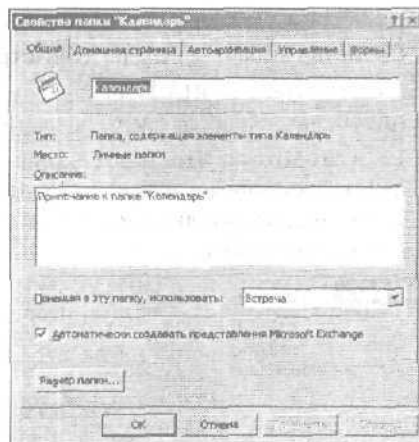 Свойства папки "Календарь"
Общие Домашняя страница Автоархивация Управление Формы
Календарь
Тип: Папка, содержащая элементы типа Календарь
Место: Личные папки
Описание:
Примечание к папке "Календарь"
Помещая в эту папку, использовать: Встреча
Автоматически создавать представления Microsoft Exchange
Размер папки...
OK Отмена